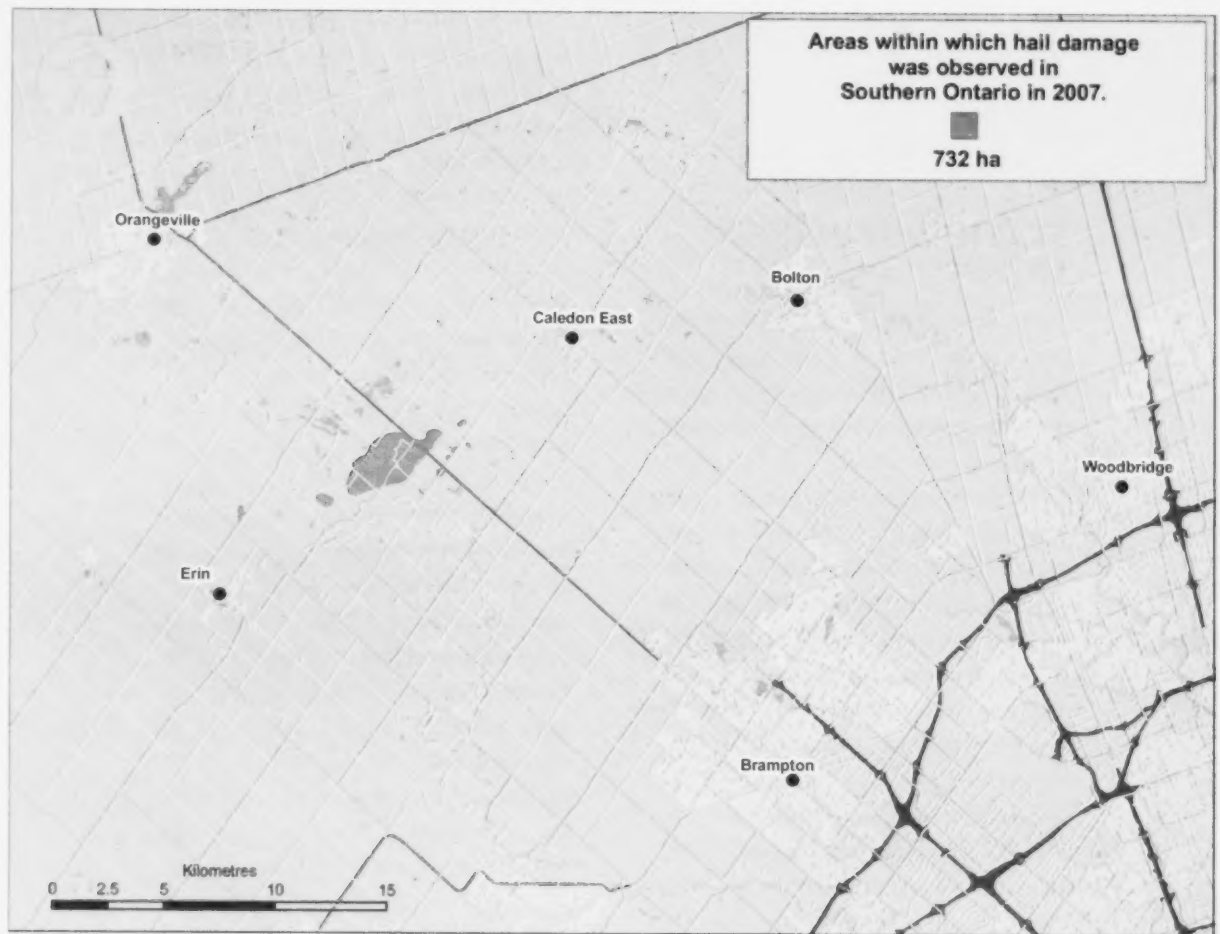 Areas within which hail damage
was observed in
Southern Ontario in 2007.
732 ha
Orangeville
Bolton
Caledon East
Woodbridge
Erin
Brampton
Kilometres
0 2.5 5 10 15